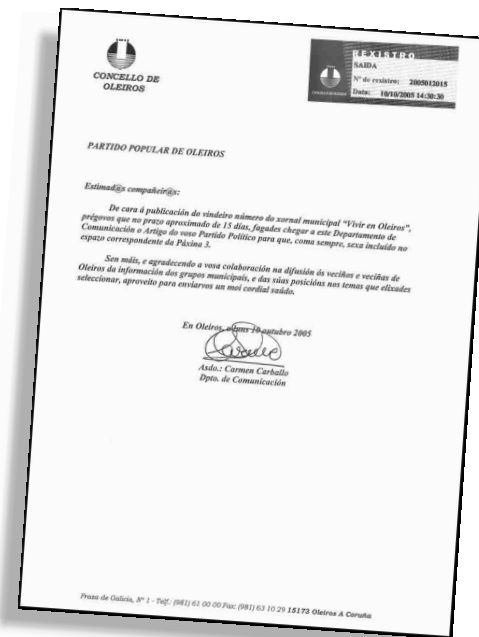 CONCELLO DE
OLEIROS
REXISTRO
SAIDA
Nº de rexistro: 2005012015
Data: 10/10/2005 14:30:30
PARTIDO POPULAR DE OLEIROS
Estimad@s compañeir@s:
De cara á publicación do vindeiro número do xornal municipal "Vivir en Oleiros",
prégovos que no prazo aproximado de 15 días, fagades chegar a este Departamento de
Comunicación o Artigo do voso Partido Político para que, coma sempre, sexa incluído no
espazo correspondente da Páxina 3.
Sen máis, e agradecendo a vosa colaboración na difusión ós veciños e veciñas de
Oleiros da información dos grupos municipais, e das súas posicións nos temas que elixades
seleccionar, aproveito para enviarvos un moi cordial saúdo.
En Oleiros, o luns 10 outubro 2005
Asdo.: Carmen Carballo
Dpto. de Comunicación
Praza de Galicia, Nº 1 - Telf.: (981) 61 00 00 Fax: (981) 63 10 29 15173 Oleiros A Coruña